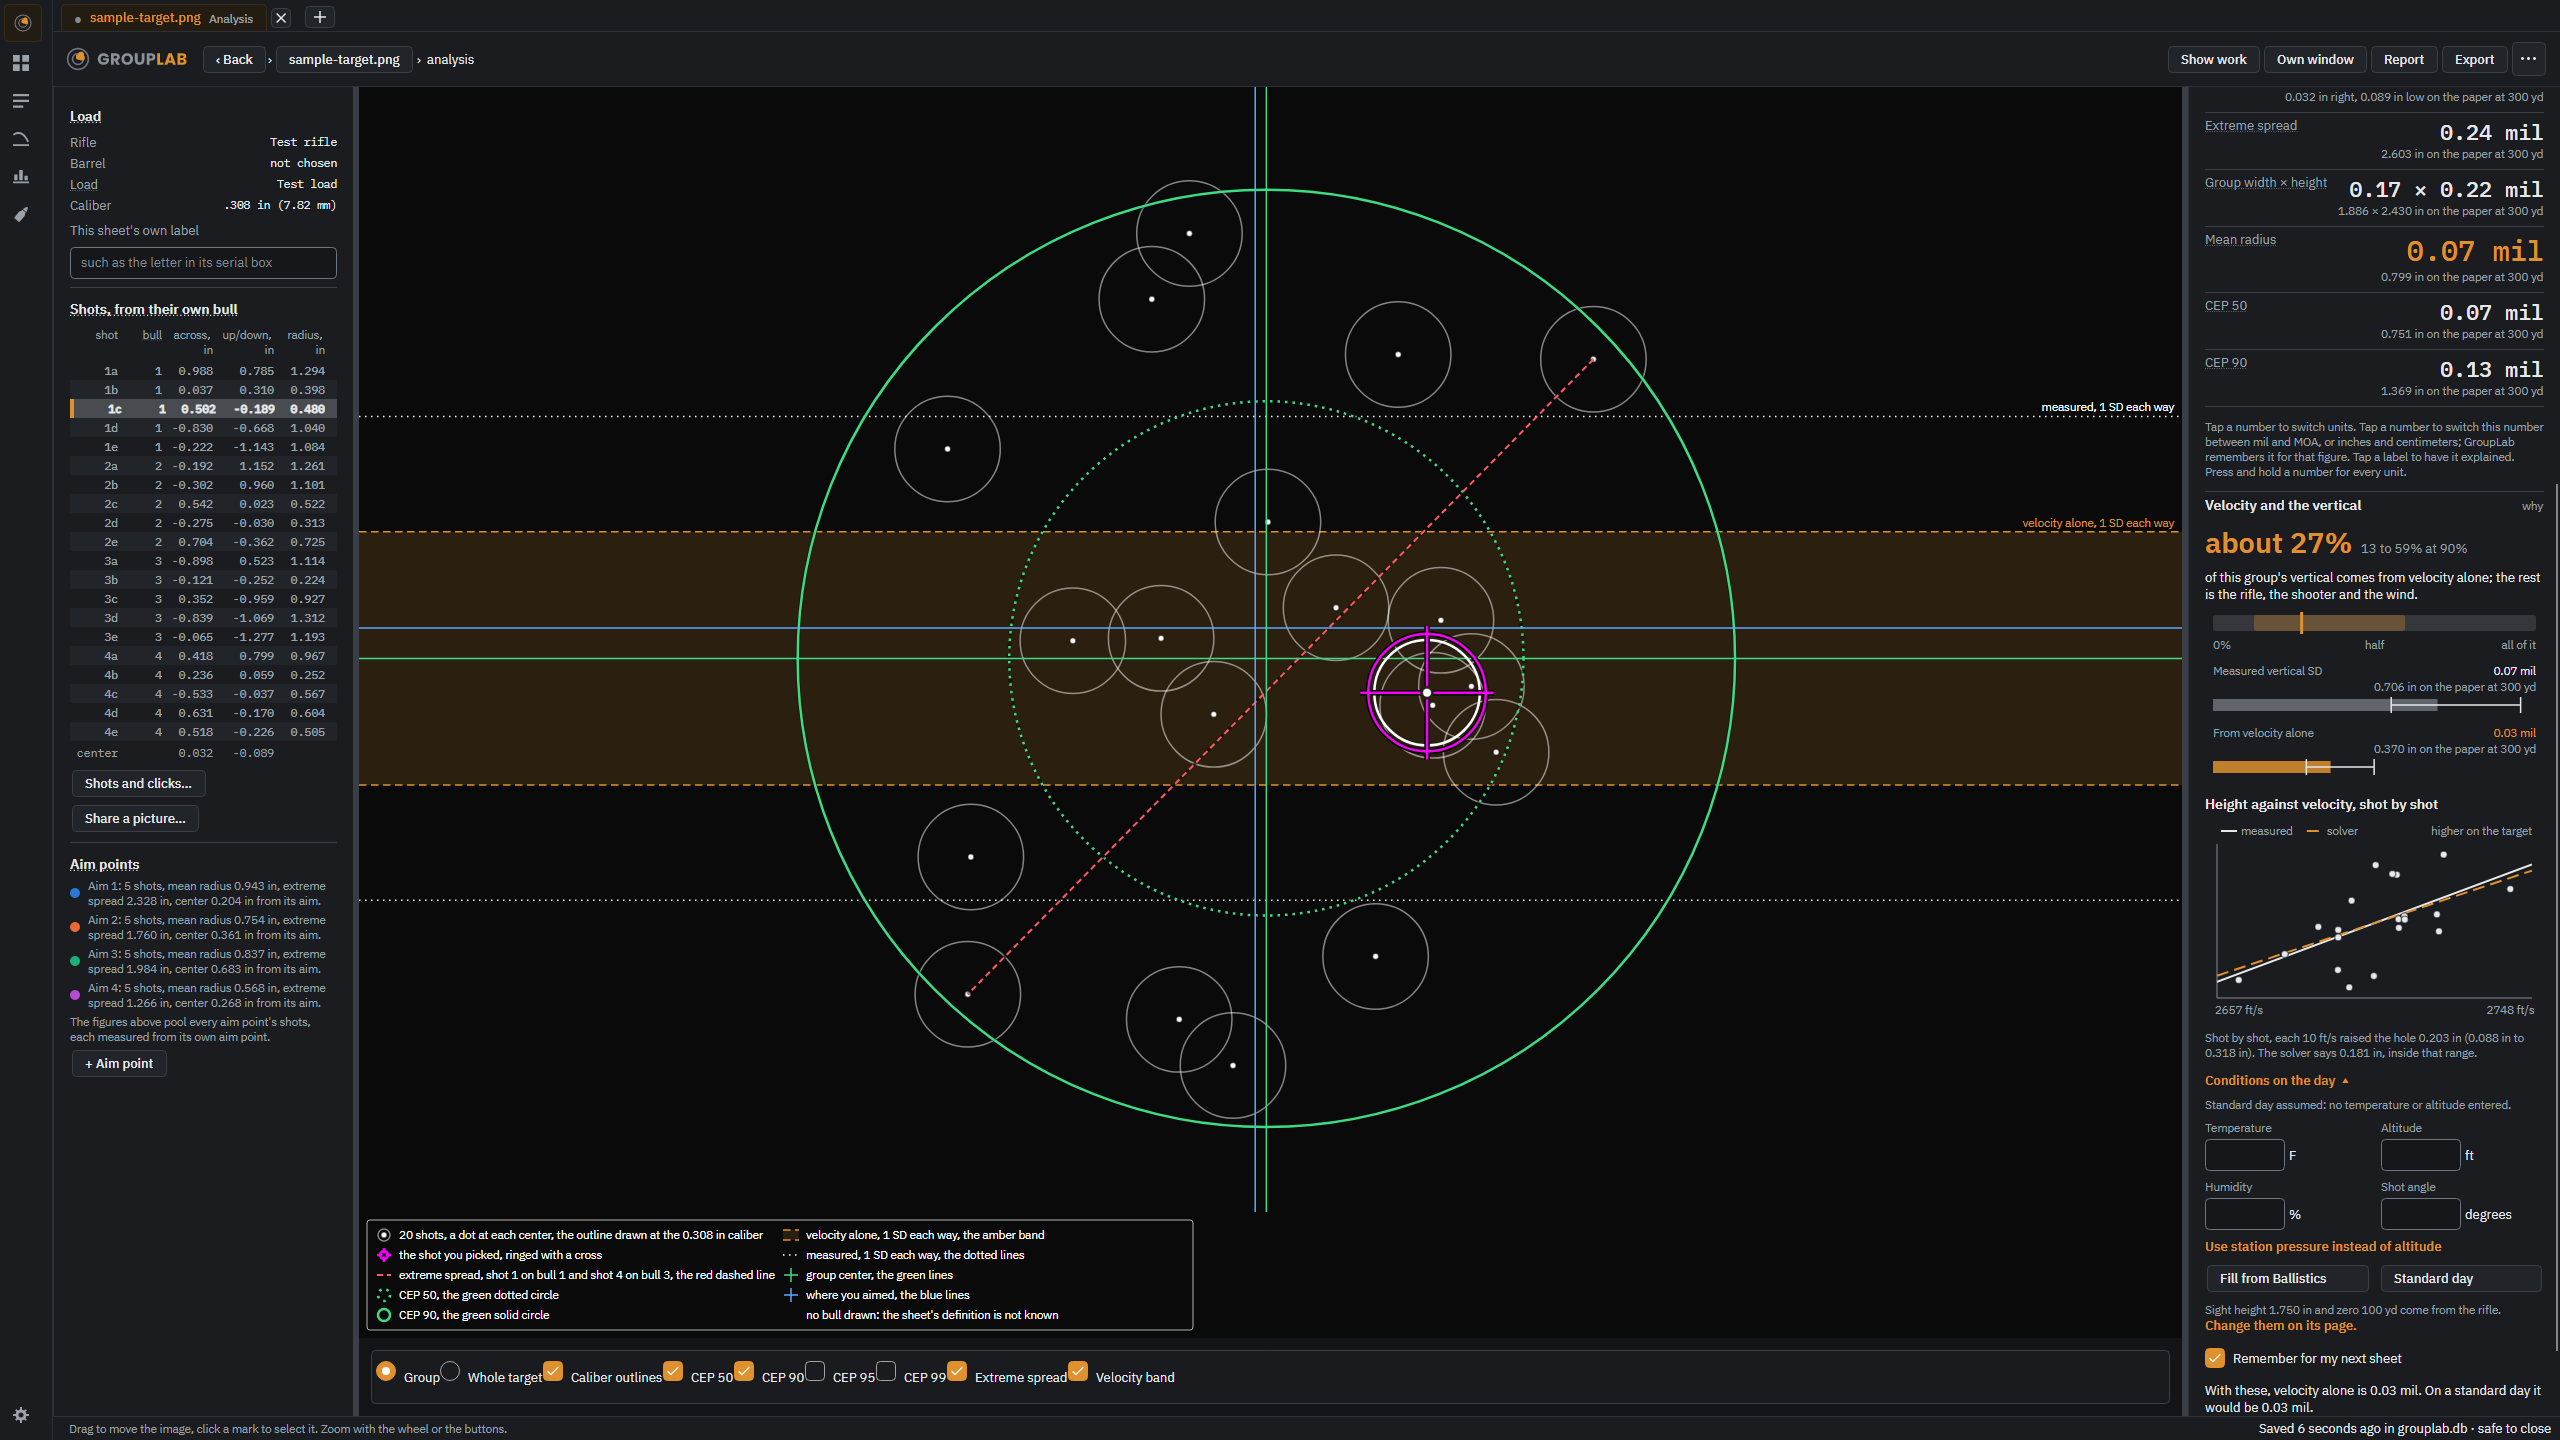 sample-target.png Analysis
GROUPLAB
‹ Back › sample-target.png › analysis
Show work
Own window
Report
Export
Load
Rifle Test rifle
Barrel not chosen
Load Test load
Caliber .308 in (7.82 mm)
This sheet's own label
such as the letter in its serial box
Shots, from their own bull
shot bull across, in up/down, in radius, in
1a 1 0.988 0.785 1.294
1b 1 0.037 0.310 0.398
1c 1 0.502 -0.189 0.480
1d 1 -0.830 -0.668 1.040
1e 1 -0.222 -1.143 1.084
2a 2 -0.192 1.152 1.261
2b 2 -0.302 0.960 1.101
2c 2 0.542 0.023 0.522
2d 2 -0.275 -0.030 0.313
2e 2 0.704 -0.362 0.725
3a 3 -0.898 0.523 1.114
3b 3 -0.121 -0.252 0.224
3c 3 0.352 -0.959 0.927
3d 3 -0.839 -1.069 1.312
3e 3 -0.065 -1.277 1.193
4a 4 0.418 0.799 0.967
4b 4 0.236 0.059 0.252
4c 4 -0.533 -0.037 0.567
4d 4 0.631 -0.170 0.604
4e 4 0.518 -0.226 0.505
center 0.032 -0.089
Shots and clicks...
Share a picture...
Aim points
Aim 1: 5 shots, mean radius 0.943 in, extreme
spread 2.328 in, center 0.204 in from its aim.
Aim 2: 5 shots, mean radius 0.754 in, extreme
spread 1.760 in, center 0.361 in from its aim.
Aim 3: 5 shots, mean radius 0.837 in, extreme
spread 1.984 in, center 0.683 in from its aim.
Aim 4: 5 shots, mean radius 0.568 in, extreme
spread 1.266 in, center 0.268 in from its aim.
The figures above pool every aim point's shots,
each measured from its own aim point.
+ Aim point
measured, 1 SD each way
velocity alone, 1 SD each way
20 shots, a dot at each center, the outline drawn at the 0.308 in caliber
the shot you picked, ringed with a cross
extreme spread, shot 1 on bull 1 and shot 4 on bull 3, the red dashed line
CEP 50, the green dotted circle
CEP 90, the green solid circle
velocity alone, 1 SD each way, the amber band
measured, 1 SD each way, the dotted lines
group center, the green lines
where you aimed, the blue lines
no bull drawn: the sheet's definition is not known
Group Whole target Caliber outlines CEP 50 CEP 90 CEP 95 CEP 99 Extreme spread Velocity band
0.032 in right, 0.089 in low on the paper at 300 yd
Extreme spread 0.24 mil
2.603 in on the paper at 300 yd
Group width × height 0.17 × 0.22 mil
1.886 × 2.430 in on the paper at 300 yd
Mean radius 0.07 mil
0.799 in on the paper at 300 yd
CEP 50 0.07 mil
0.751 in on the paper at 300 yd
CEP 90 0.13 mil
1.369 in on the paper at 300 yd
Tap a number to switch units. Tap a number to switch this number
between mil and MOA, or inches and centimeters; GroupLab
remembers it for that figure. Tap a label to have it explained.
Press and hold a number for every unit.
Velocity and the vertical why
about 27% 13 to 59% at 90%
of this group's vertical comes from velocity alone; the rest
is the rifle, the shooter and the wind.
0% half all of it
Measured vertical SD 0.07 mil
0.706 in on the paper at 300 yd
From velocity alone 0.03 mil
0.370 in on the paper at 300 yd
Height against velocity, shot by shot
measured solver higher on the target
2657 ft/s 2748 ft/s
Shot by shot, each 10 ft/s raised the hole 0.203 in (0.088 in to
0.318 in). The solver says 0.181 in, inside that range.
Conditions on the day
Standard day assumed: no temperature or altitude entered.
Temperature Altitude
F ft
Humidity Shot angle
% degrees
Use station pressure instead of altitude
Fill from Ballistics
Standard day
Sight height 1.750 in and zero 100 yd come from the rifle.
Change them on its page.
Remember for my next sheet
With these, velocity alone is 0.03 mil. On a standard day it
would be 0.03 mil.
Drag to move the image, click a mark to select it. Zoom with the wheel or the buttons.
Saved 6 seconds ago in grouplab.db · safe to close